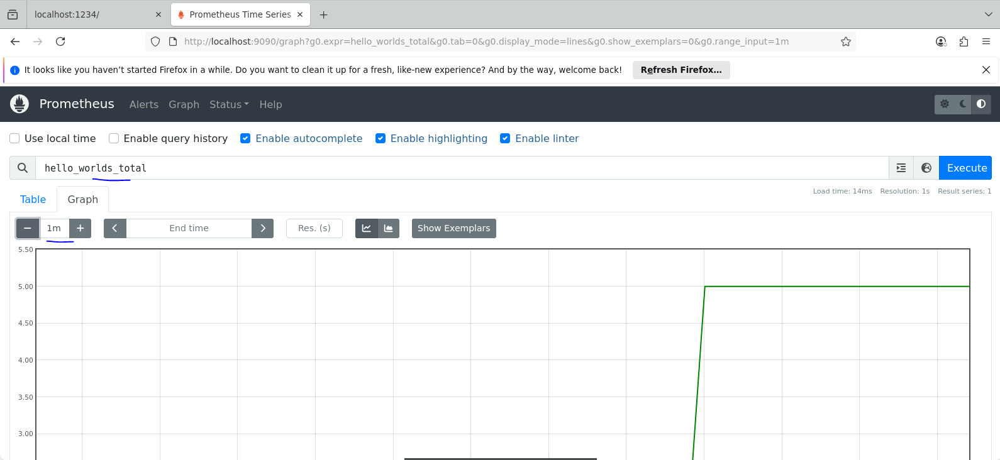 localhost:1234/
Prometheus Time Series
http://localhost:9090/graph?g0.expr=hello_worlds_total&g0.tab=0&g0.display_mode=lines&g0.show_exemplars=0&g0.range_input=1m
It looks like you haven’t started Firefox in a while. Do you want to clean it up for a fresh, like-new experience? And by the way, welcome back! Refresh Firefox...
Prometheus Alerts Graph Status Help
Use local time Enable query history Enable autocomplete Enable highlighting Enable linter
hello_worlds_total Execute
Load time: 14ms Resolution: 1s Result series: 1
Table Graph
− 1m + End time Res. (s) Show Exemplars
5.50
5.00
4.50
4.00
3.50
3.00